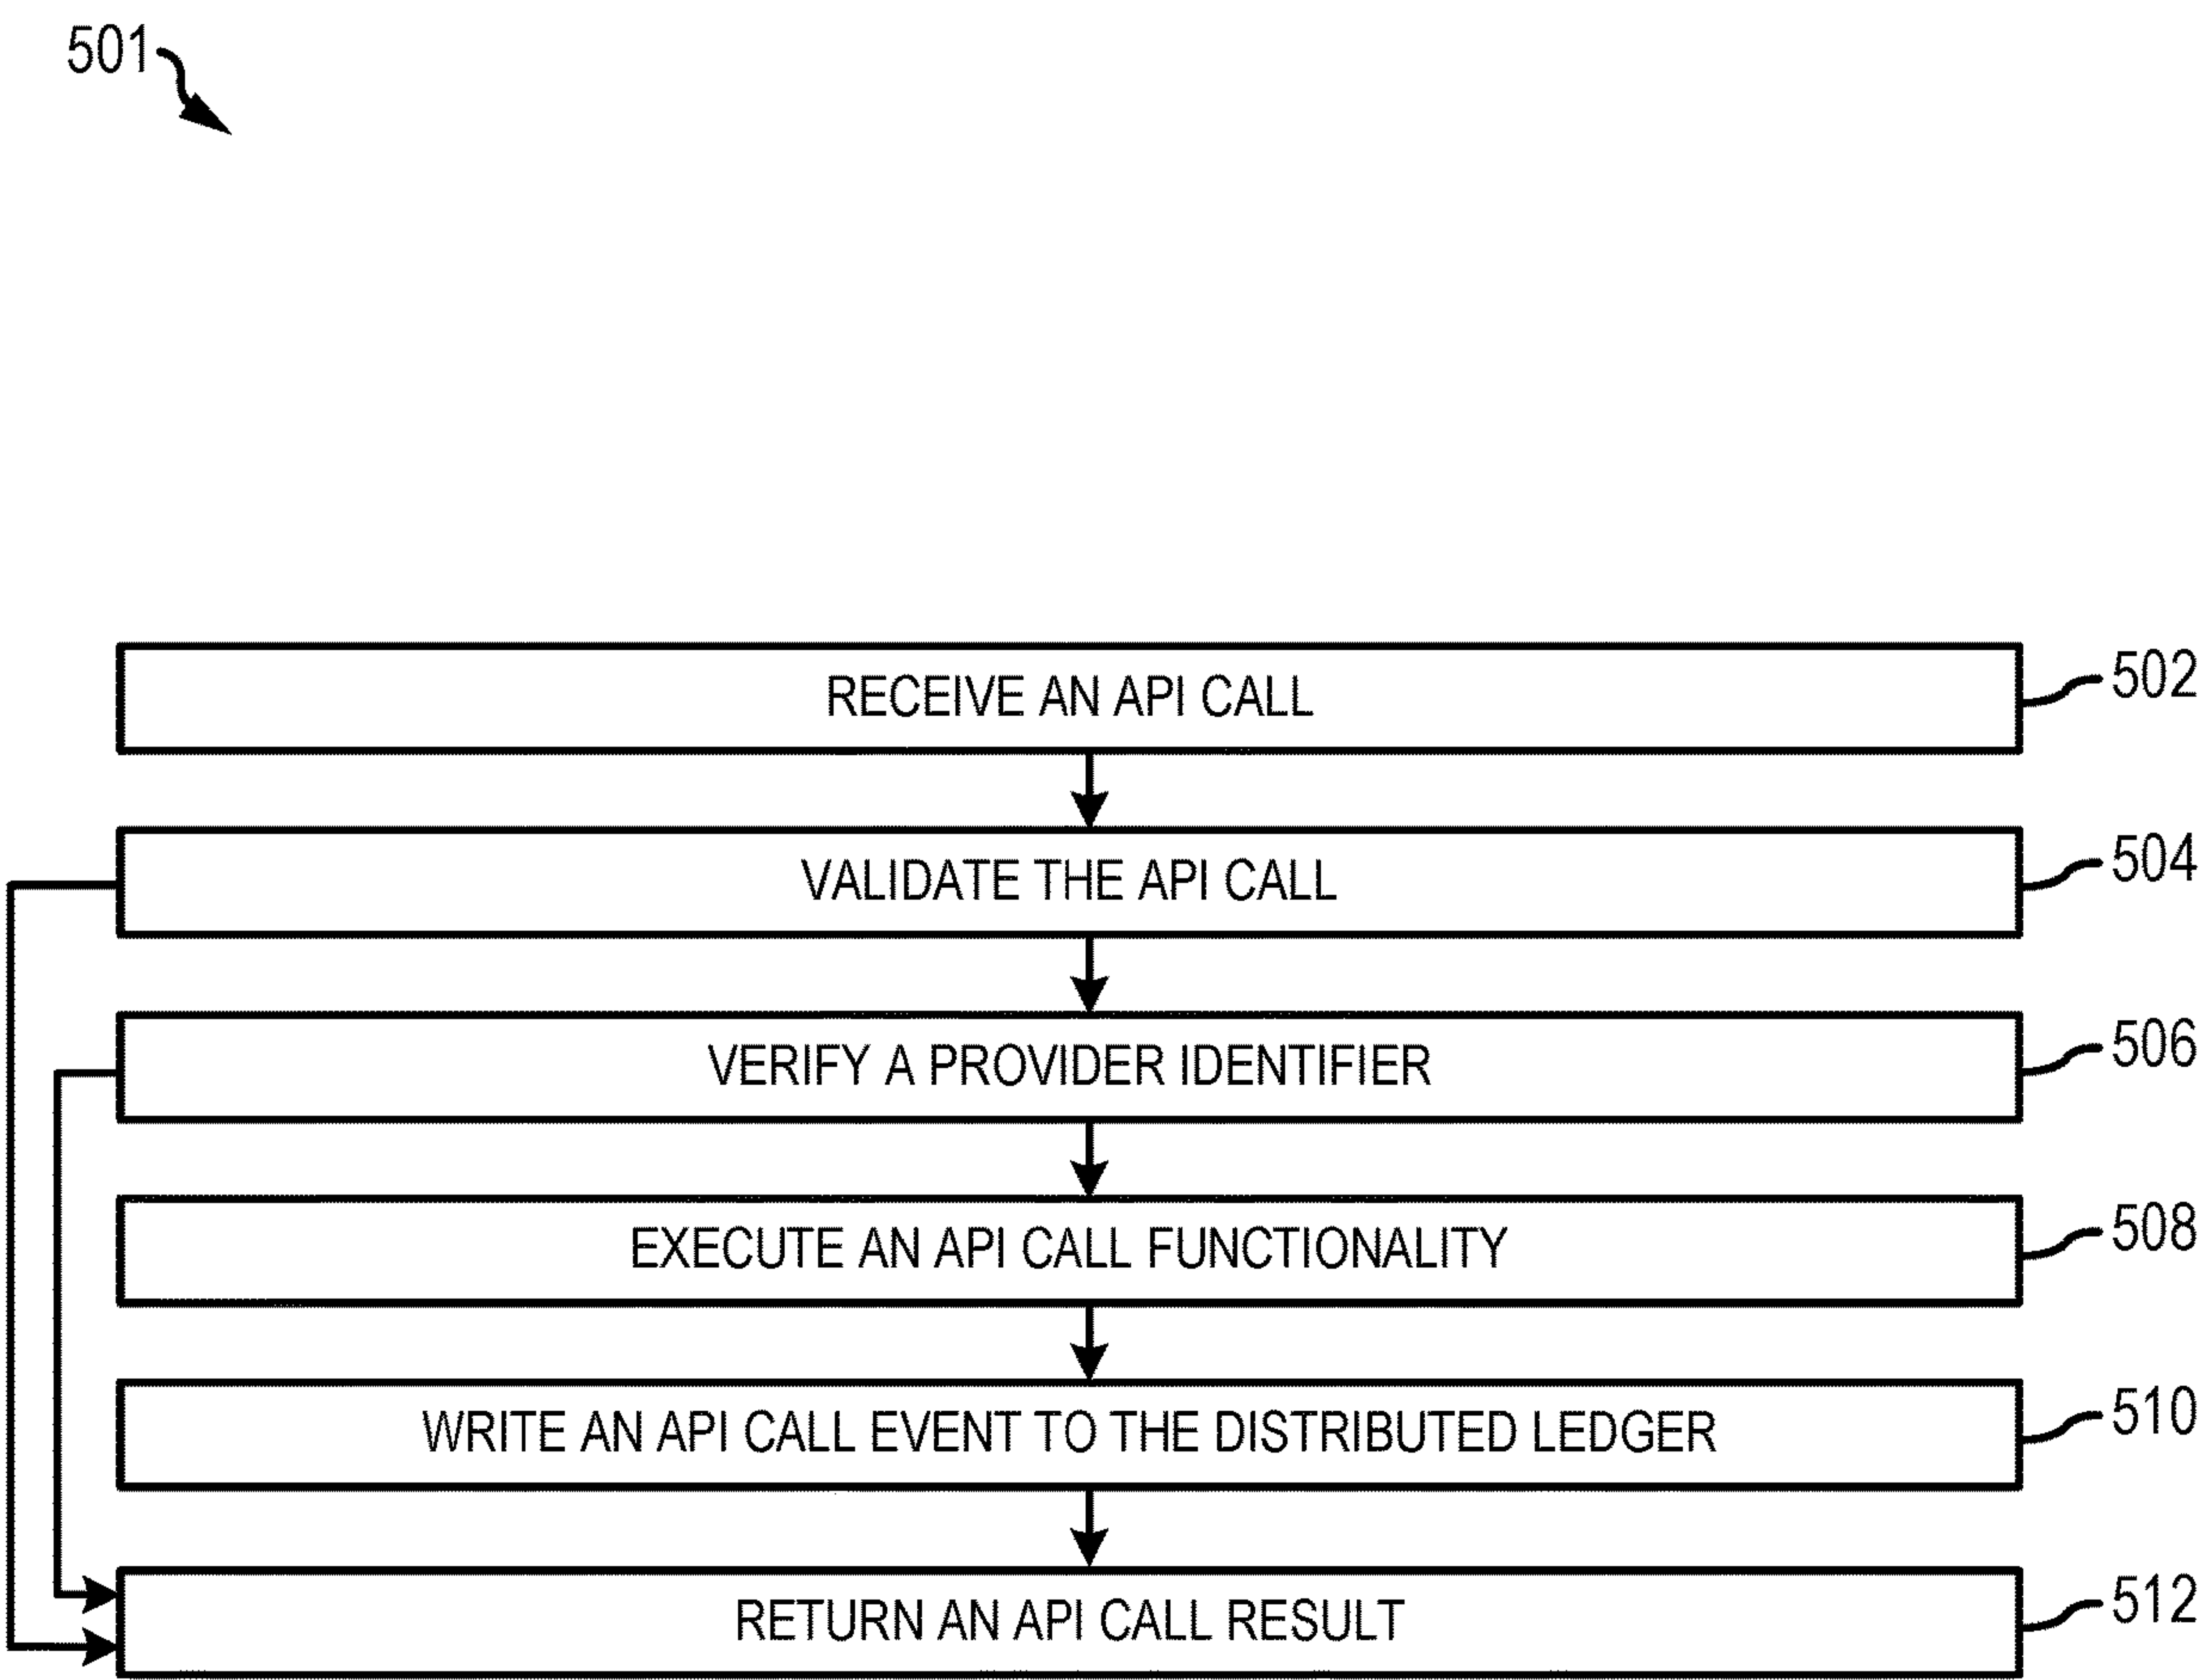 501
RECEIVE AN API CALL
502
VALIDATE THE API CALL
504
VERIFY A PROVIDER IDENTIFIER
506
EXECUTE AN API CALL FUNCTIONALITY
508
WRITE AN API CALL EVENT TO THE DISTRIBUTED LEDGER
510
RETURN AN API CALL RESULT
512